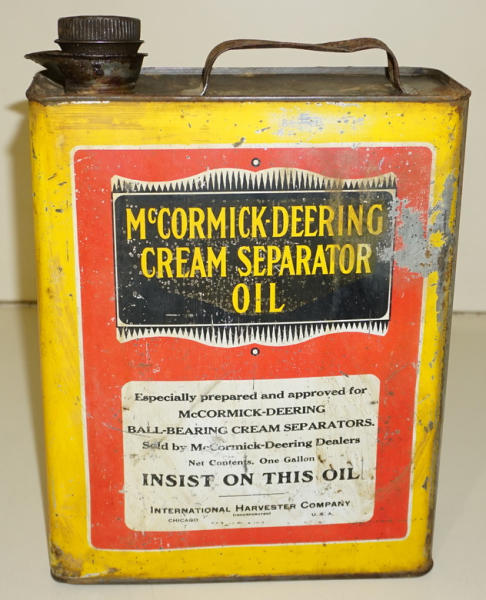 McCORMICK-DEERING
CREAM SEPARATOR
OIL
Especially prepared and approved for
McCORMICK-DEERING
BALL-BEARING CREAM SEPARATORS.
Sold by McCormick-Deering Dealers
Net Contents, One Gallon
INSIST ON THIS OIL
INTERNATIONAL HARVESTER COMPANY
(INCORPORATED)
CHICAGO U.S.A.